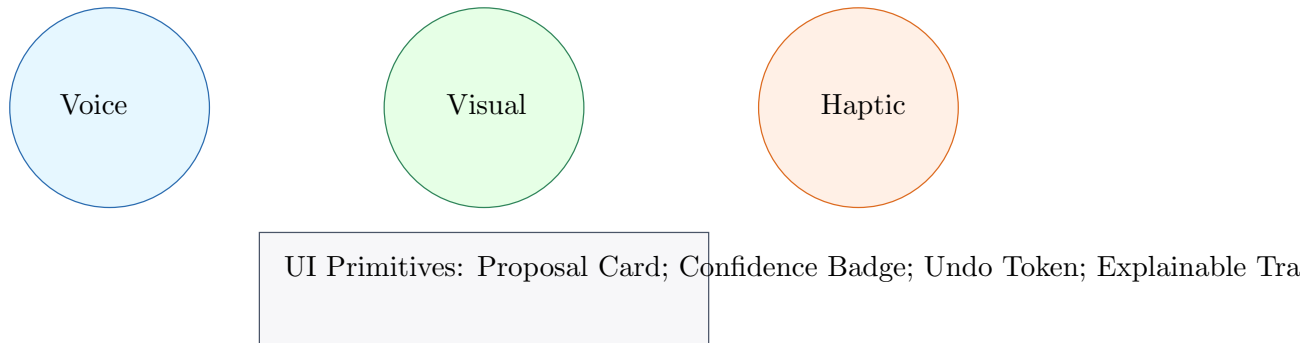 Voice
Visual
Haptic
UI Primitives: Proposal Card; Confidence Badge; Undo Token; Explainable Tra